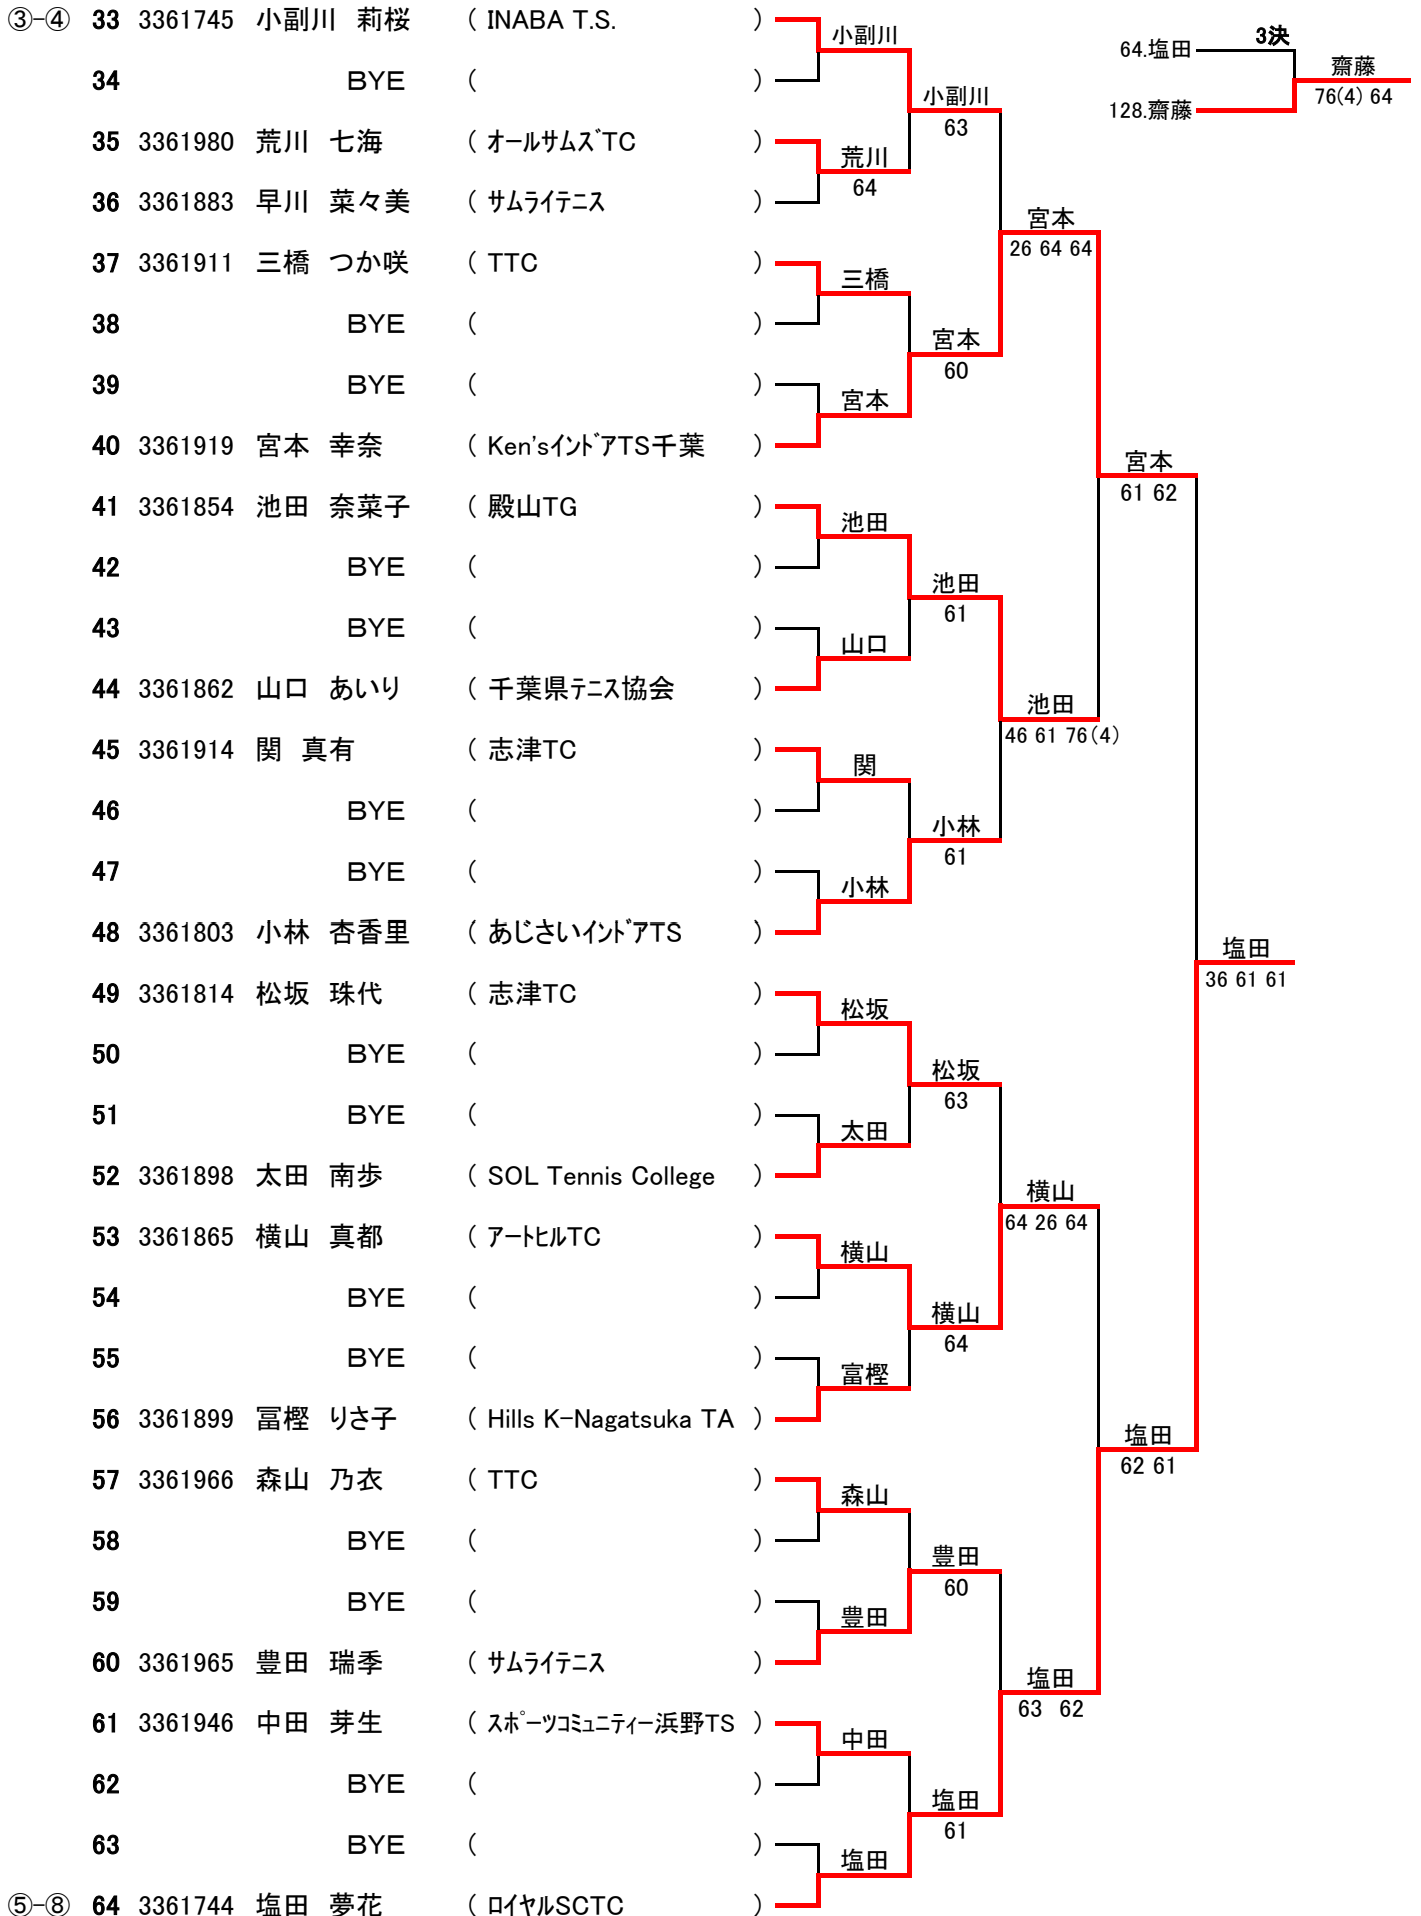 ③-④ 33 3361745 小副川 莉桜 ( INABA T.S. )
34 BYE ( )
35 3361980 荒川 七海 ( オールサムズTC )
36 3361883 早川 菜々美 ( サムライテニス )
37 3361911 三橋 つか咲 ( TTC )
38 BYE ( )
39 BYE ( )
40 3361919 宮本 幸奈 ( Ken'sインドアTS千葉 )
41 3361854 池田 奈菜子 ( 殿山TG )
42 BYE ( )
43 BYE ( )
44 3361862 山口 あいり ( 千葉県テニス協会 )
45 3361914 関 真有 ( 志津TC )
46 BYE ( )
47 BYE ( )
48 3361803 小林 杏香里 ( あじさいインドアTS )
49 3361814 松坂 珠代 ( 志津TC )
50 BYE ( )
51 BYE ( )
52 3361898 太田 南歩 ( SOL Tennis College )
53 3361865 横山 真都 ( アートヒルTC )
54 BYE ( )
55 BYE ( )
56 3361899 冨樫 りさ子 ( Hills K-Nagatsuka TA )
57 3361966 森山 乃衣 ( TTC )
58 BYE ( )
59 BYE ( )
60 3361965 豊田 瑞季 ( サムライテニス )
61 3361946 中田 芽生 ( スポーツコミュニティー浜野TS )
62 BYE ( )
63 BYE ( )
⑤-⑧ 64 3361744 塩田 夢花 ( ロイヤルSCTC )
小副川
荒川
64
三橋
宮本
池田
山口
関
小林
松坂
太田
横山
富樫
森山
豊田
中田
塩田
小副川
63
宮本
60
池田
61
小林
61
松坂
63
横山
64
豊田
60
塩田
61
宮本
26 64 64
池田
46 61 76(4)
横山
64 26 64
塩田
63 62
宮本
61 62
塩田
62 61
塩田
36 61 61
3決
64.塩田
128.齋藤
齋藤
76(4) 64